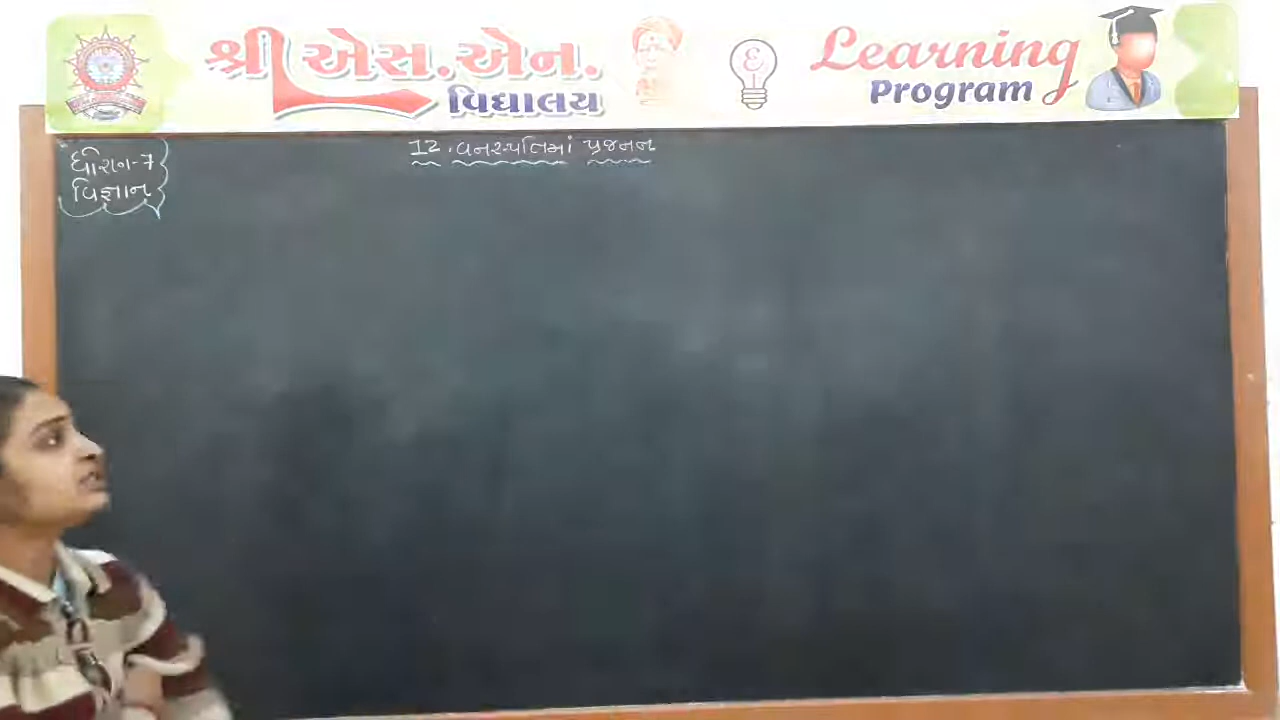 શ્રી એસ.એન.
વિદ્યાલય
Learning
Program
ધોરણ-7
વિજ્ઞાન
12. વનસ્પતિમાં પ્રજનન